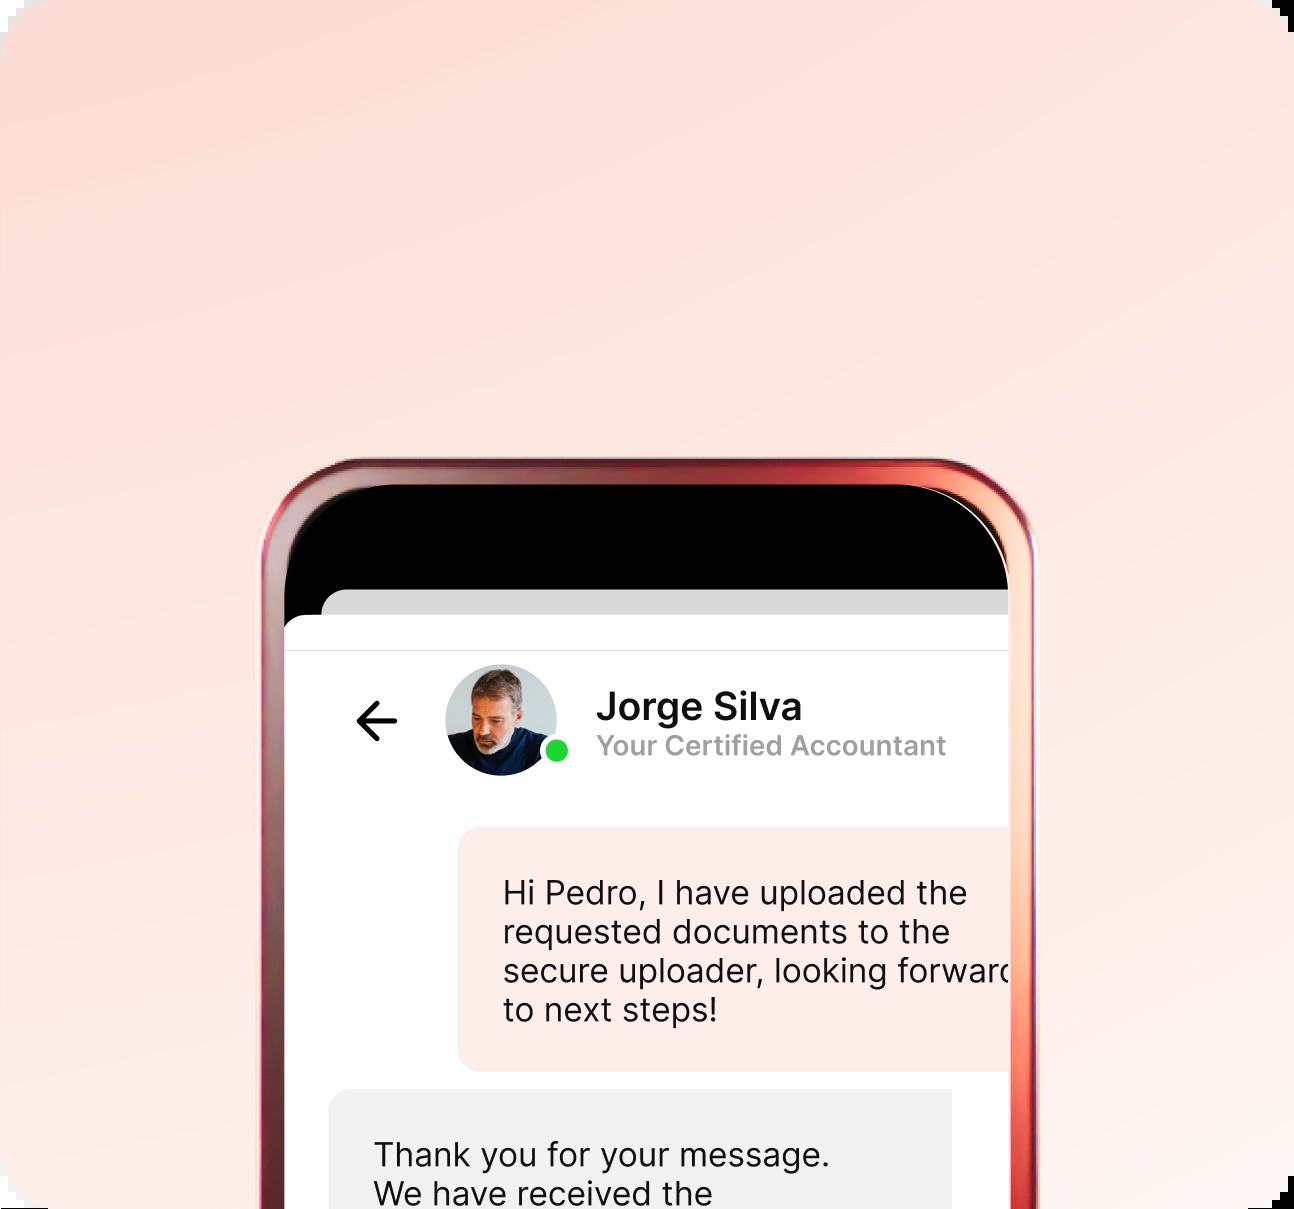 Jorge Silva
Your Certified Accountant
Hi Pedro, I have uploaded the
requested documents to the
secure uploader, looking forward
to next steps!
Thank you for your message.
We have received the